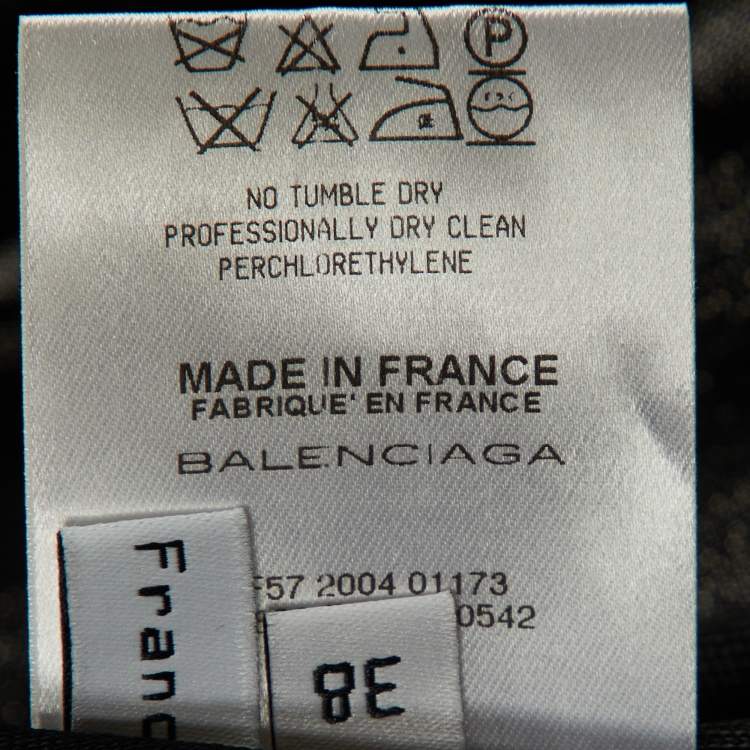 P
NO TUMBLE DRY
PROFESSIONALLY DRY CLEAN
PERCHLORETHYLENE
MADE IN FRANCE
FABRIQUE' EN FRANCE
BALENCIAGA
57 2004 01173
0542
Franc
38